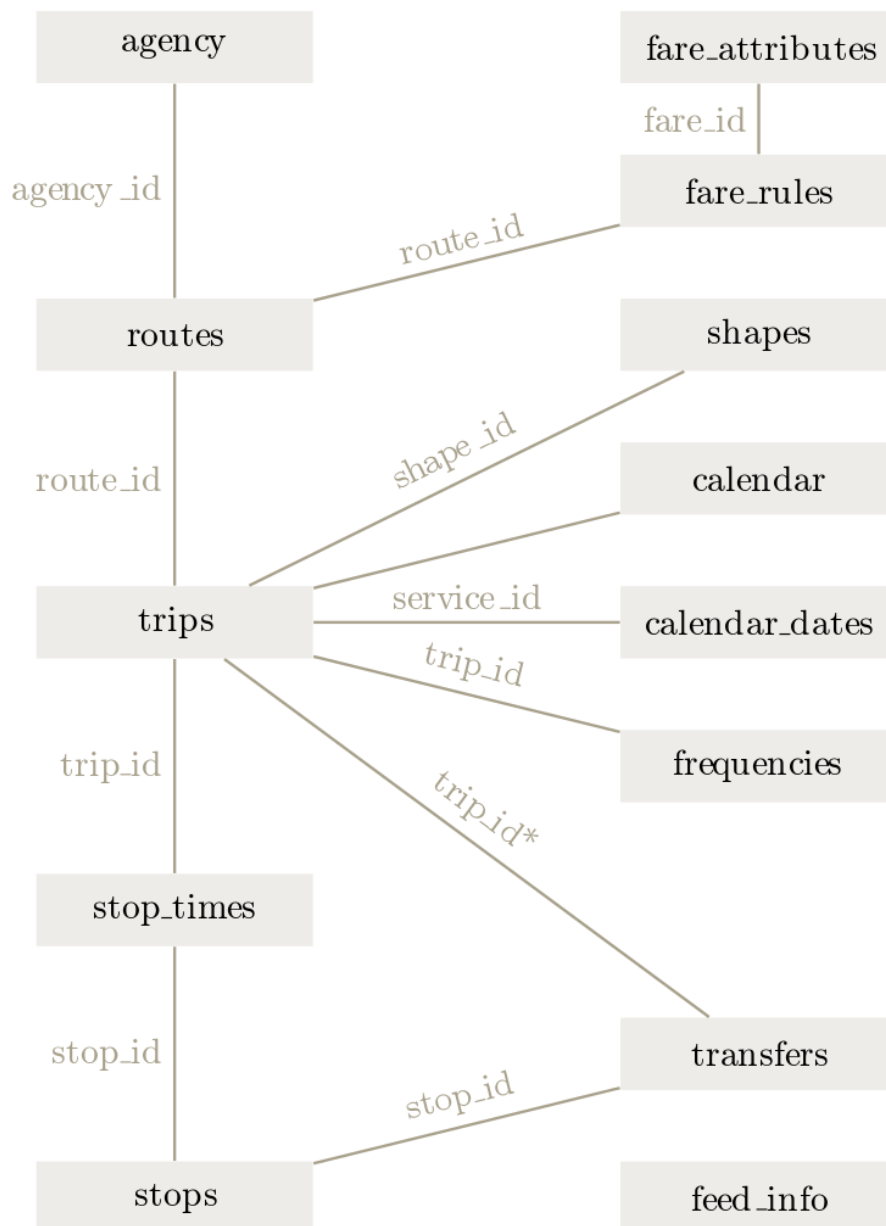 agency
fare_attributes
fare_id
agency_id
fare_rules
route_id
routes
shapes
shape_id
route_id
calendar
trips
service_id
calendar_dates
trip_id
trip_id
frequencies
trip_id*
stop_times
stop_id
transfers
stop_id
stops
feed_info